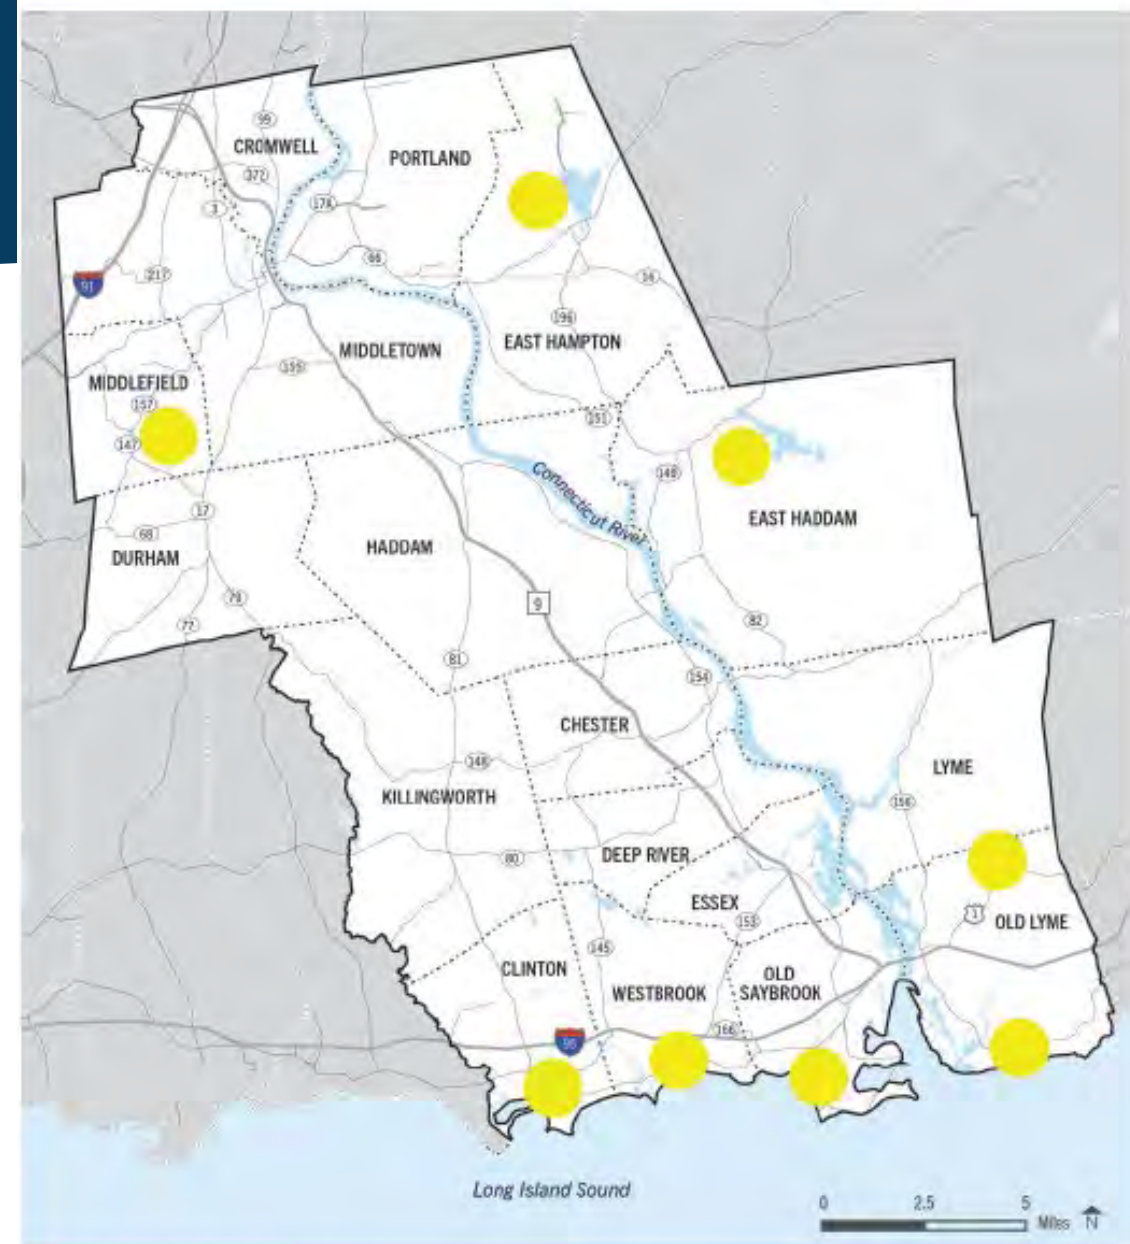 99
CROMWELL
PORTLAND
372
3
17A
66
217
91
16
196
MIDDLETOWN
EAST HAMPTON
155
MIDDLEFIELD
157
147
151
Connecticut River
149
EAST HADDAM
17
68
DURHAM
HADDAM
79
9
77
82
81
154
CHESTER
148
LYME
KILLINGWORTH
156
80
DEEP RIVER
ESSEX
153
1
OLD LYME
145
CLINTON
WESTBROOK
OLD
SAYBROOK
166
95
Long Island Sound
0 2.5 5
Miles N